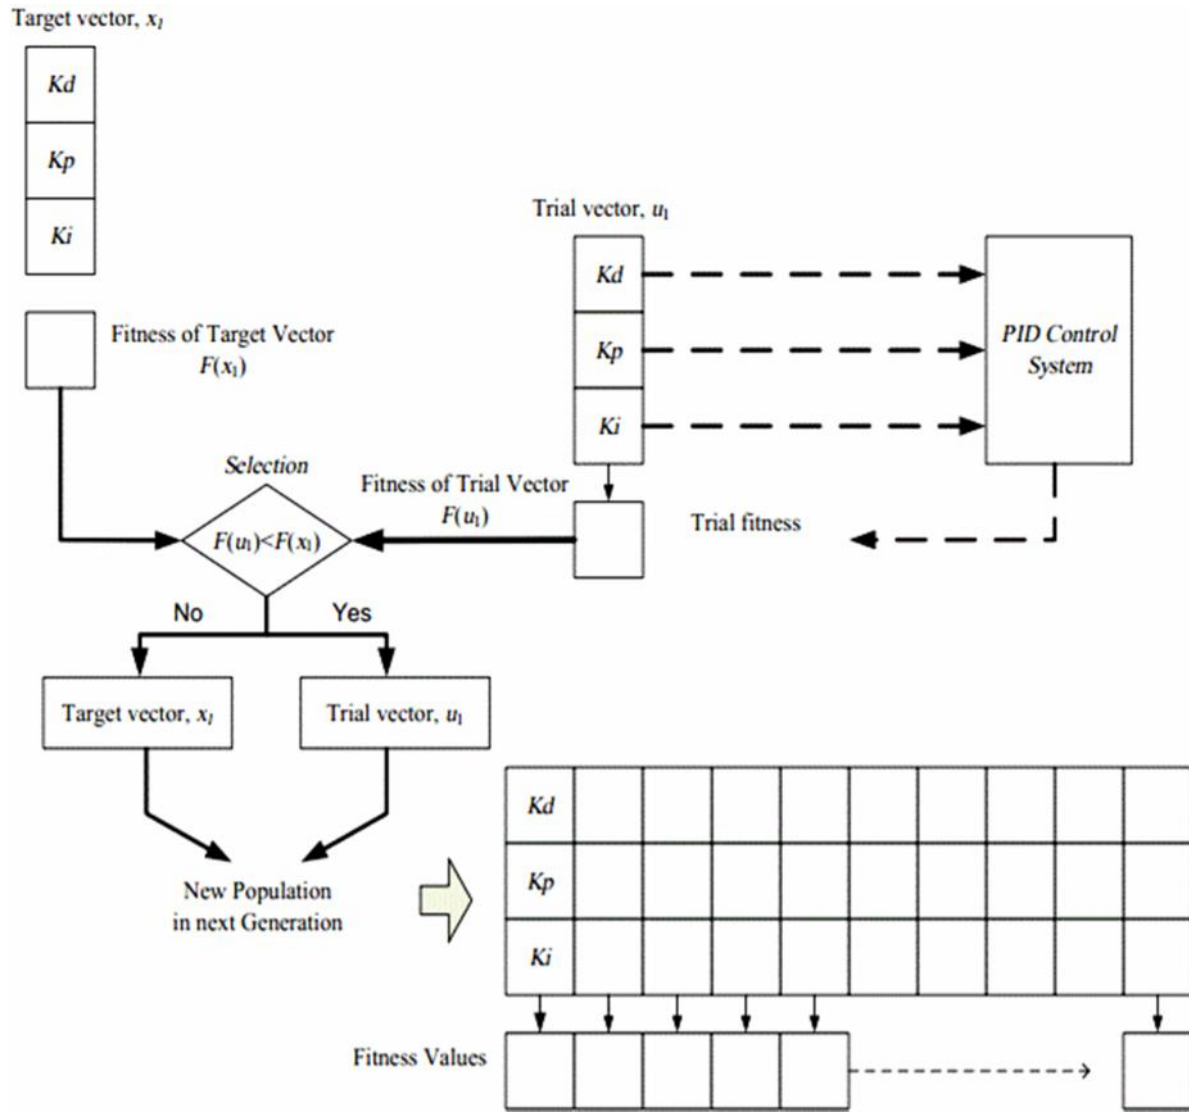 Target vector, x1
Kd
Kp
Ki
Trial vector, u1
Kd
Kp
Ki
PID Control
System
Fitness of Target Vector
F(x1)
Selection
F(u1)<F(x1)
Fitness of Trial Vector
F(u1)
Trial fitness
No
Yes
Target vector, x1
Trial vector, u1
New Population
in next Generation
Kd
Kp
Ki
Fitness Values